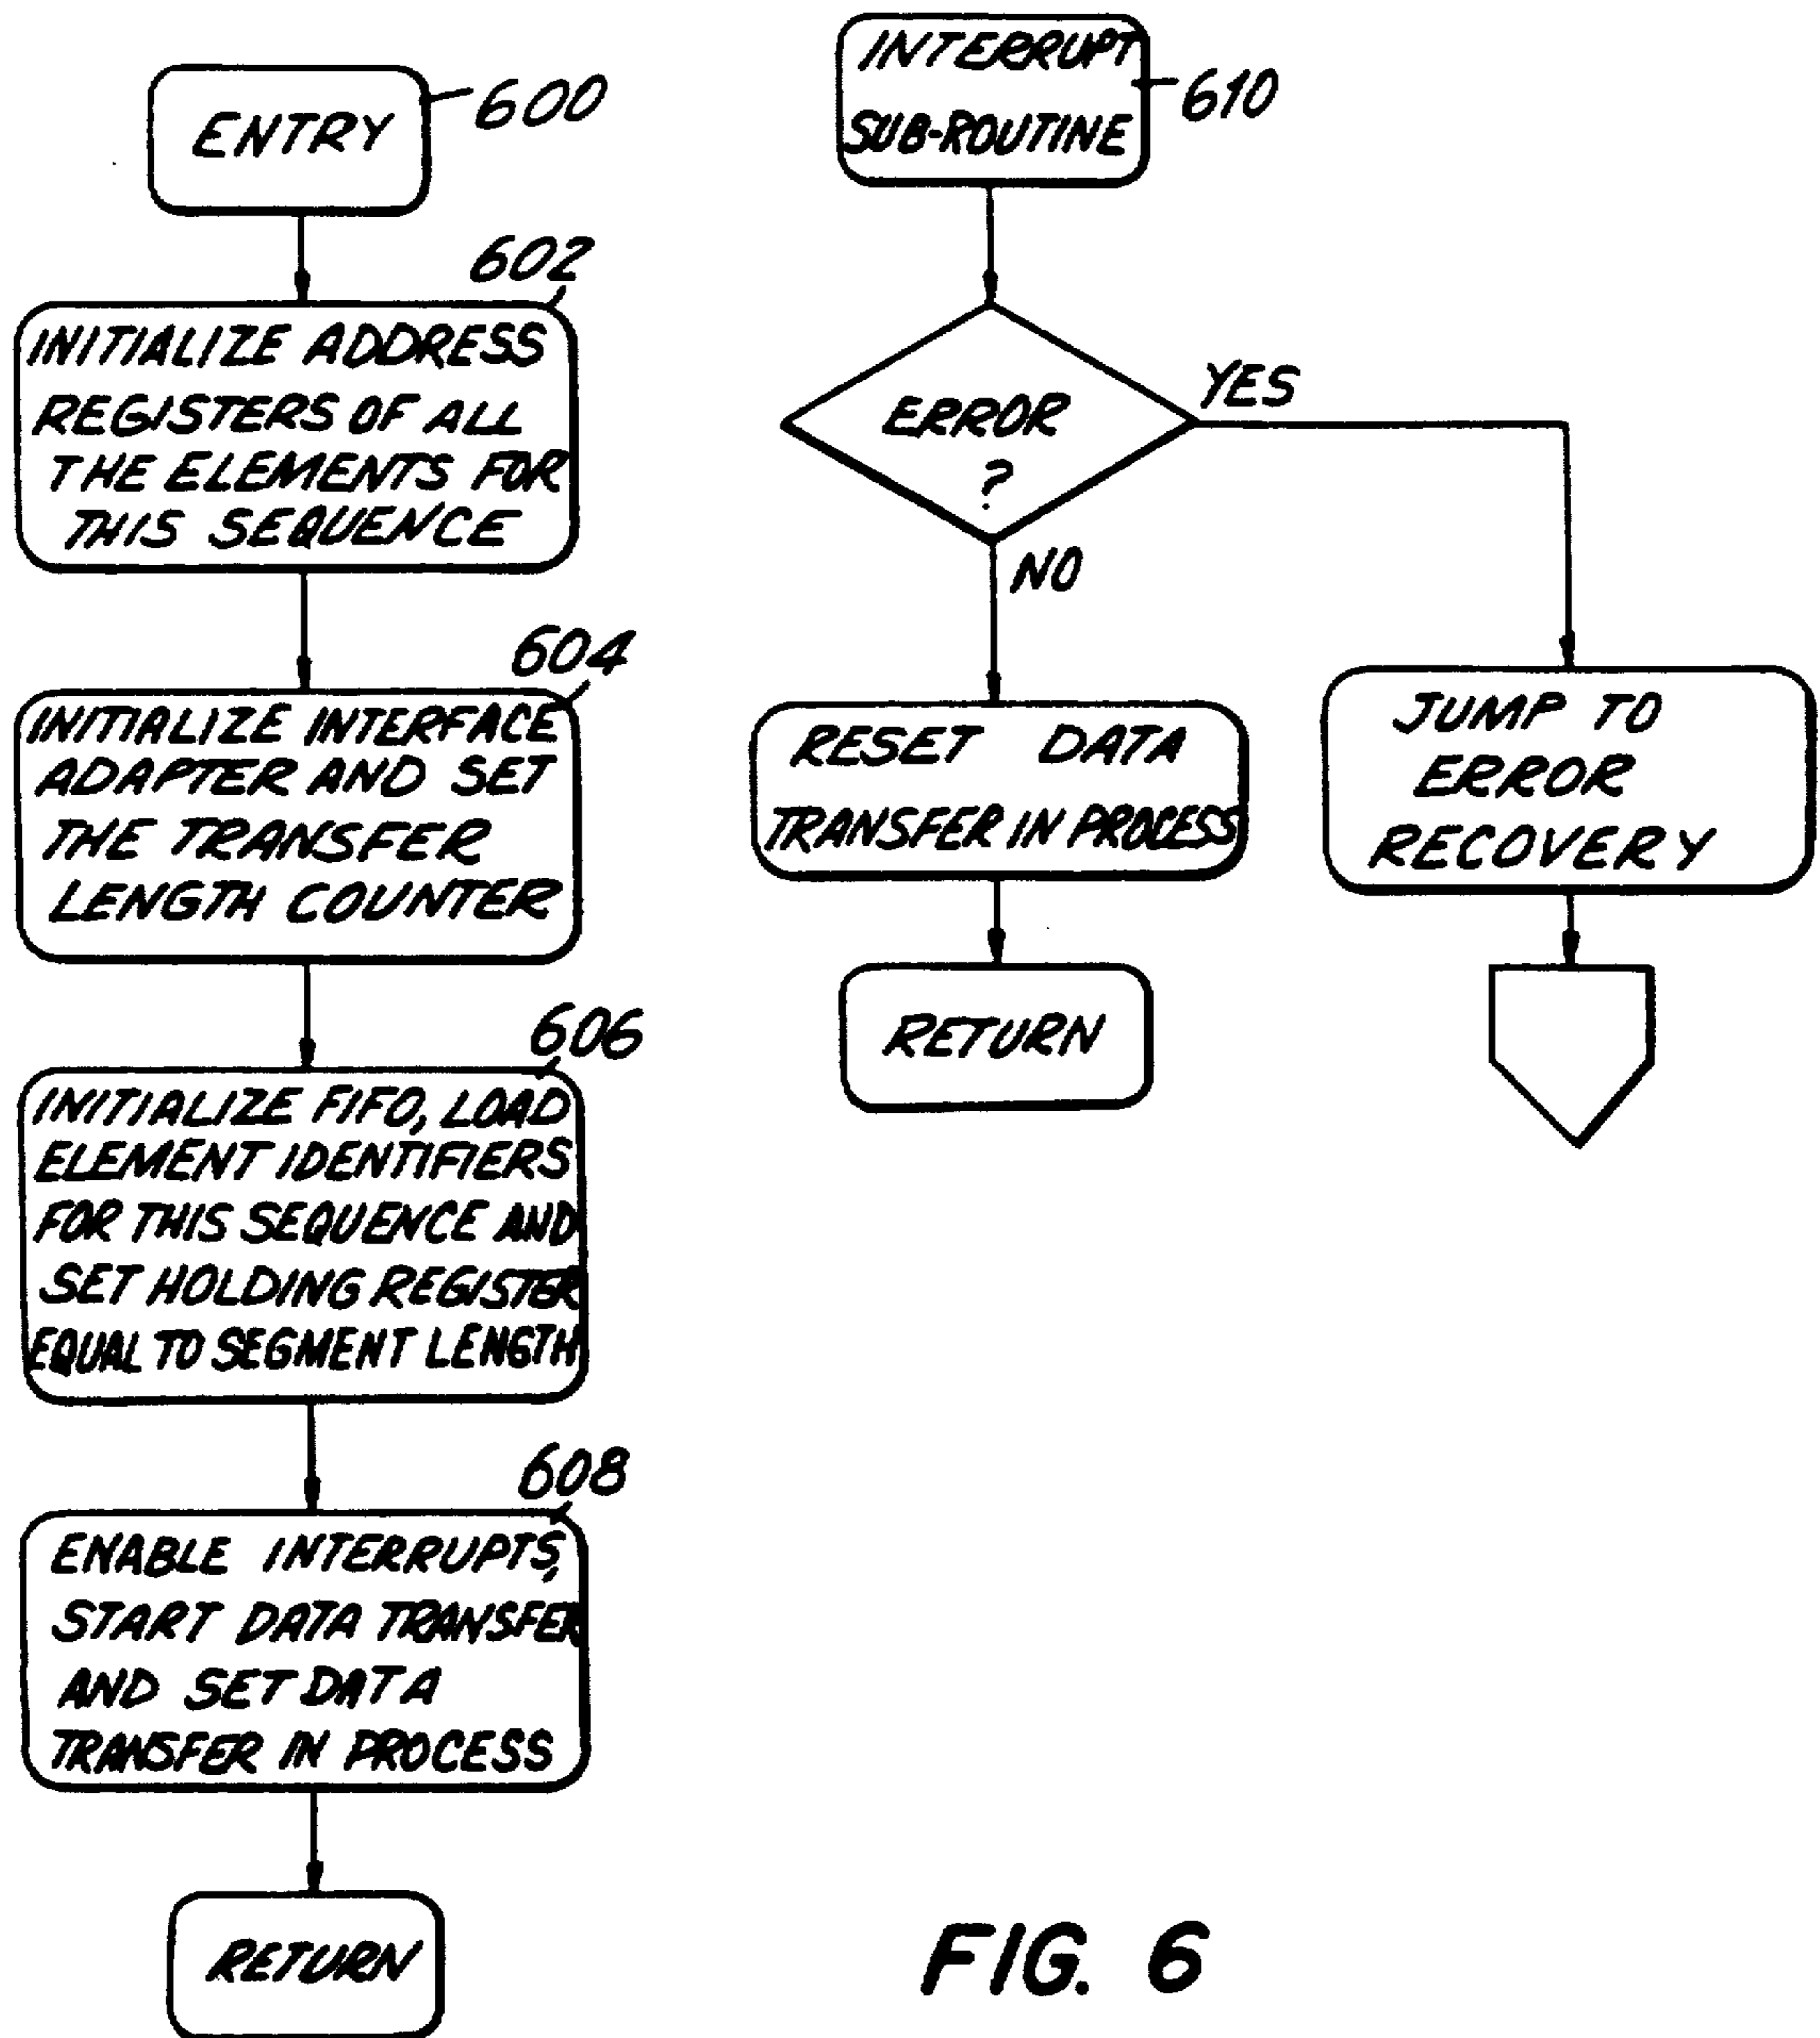 ENTRY
600
602
INITIALIZE ADDRESS
REGISTERS OF ALL
THE ELEMENTS FOR
THIS SEQUENCE
604
INITIALIZE INTERFACE
ADAPTER AND SET
THE TRANSFER
LENGTH COUNTER
606
INITIALIZE FIFO, LOAD
ELEMENT IDENTIFIERS
FOR THIS SEQUENCE AND
SET HOLDING REGISTER
EQUAL TO SEGMENT LENGTH
608
ENABLE INTERRUPTS,
START DATA TRANSFER
AND SET DATA
TRANSFER IN PROCESS
RETURN
INTERRUPT
SUB-ROUTINE
610
ERROR
?
YES
NO
RESET DATA
TRANSFER IN PROCESS
RETURN
JUMP TO
ERROR
RECOVERY
FIG. 6